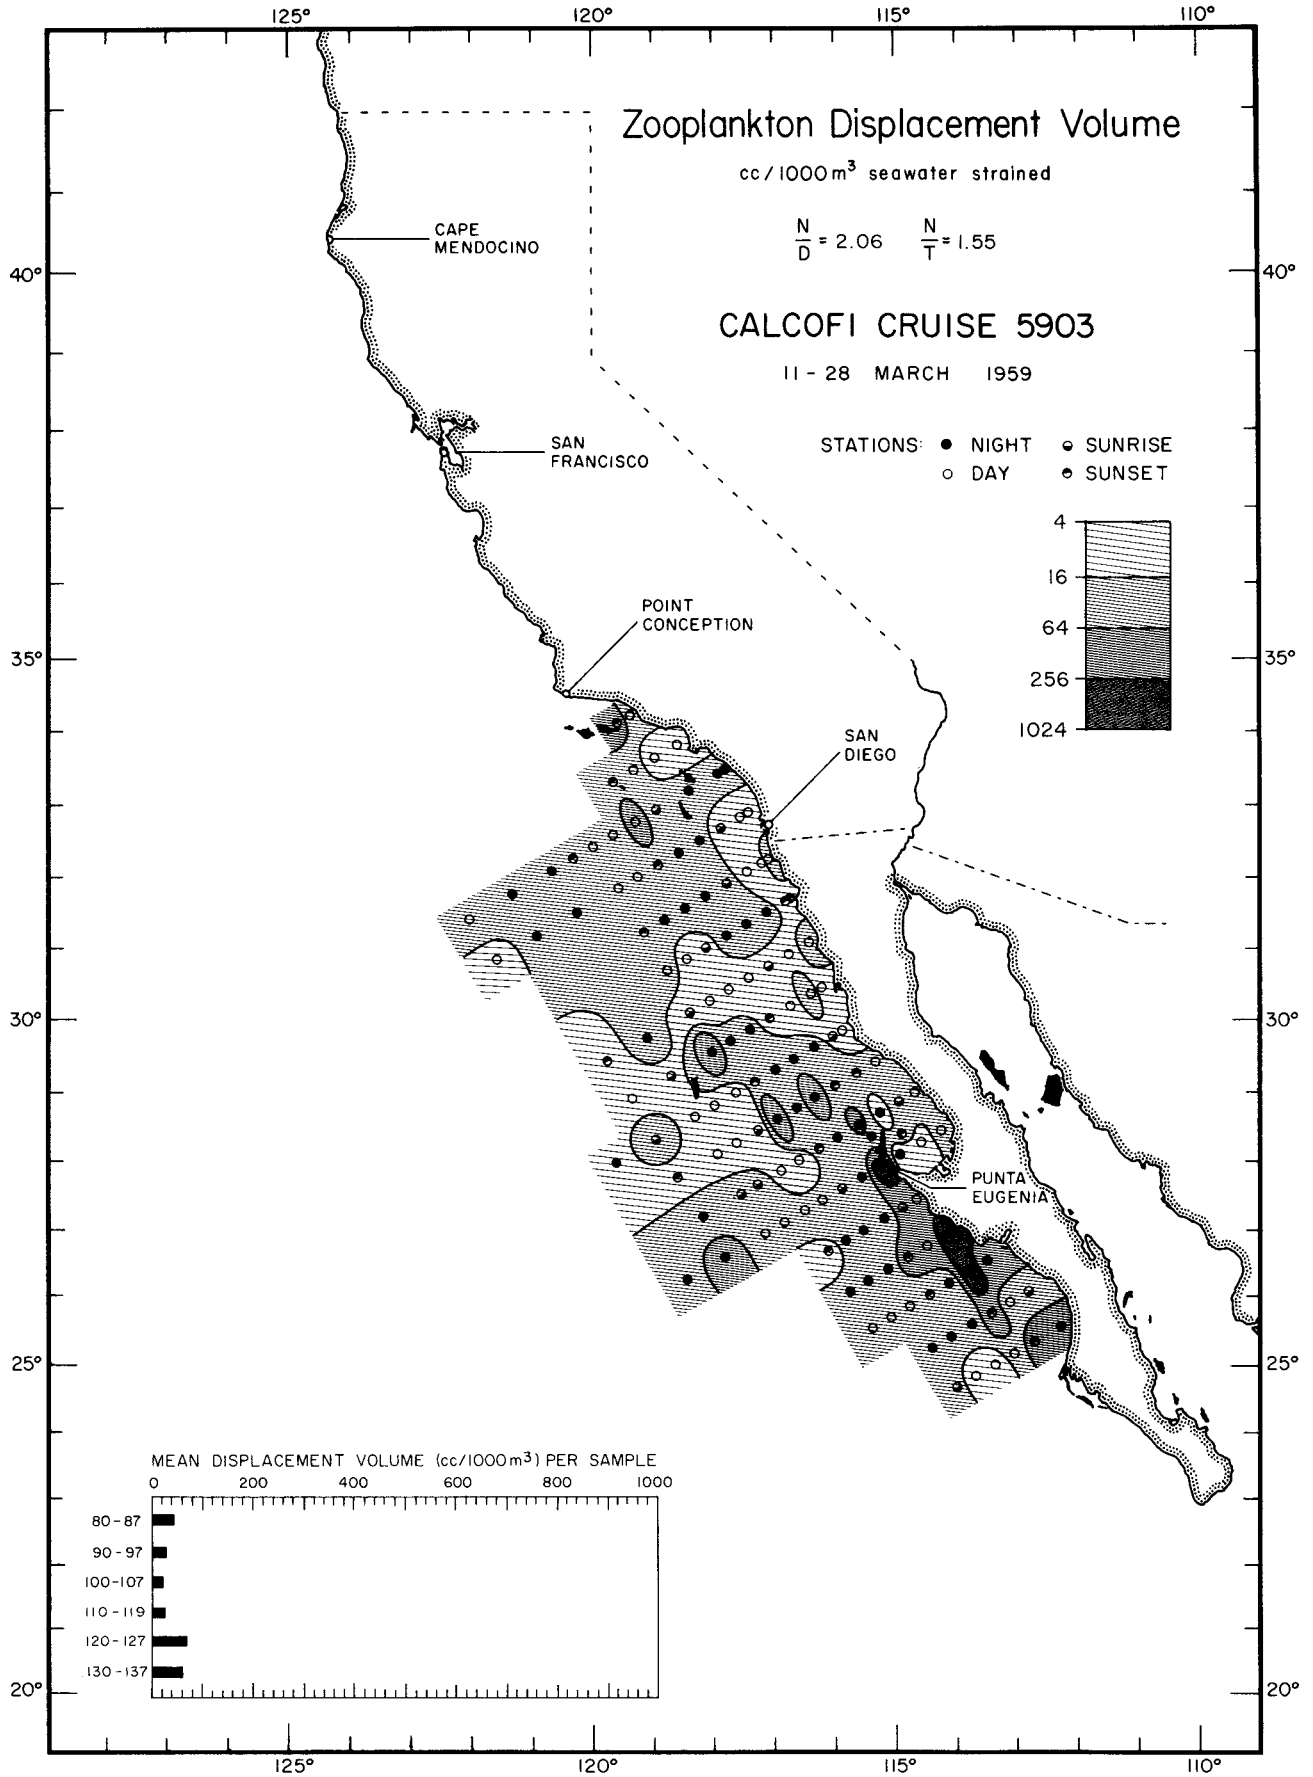 125° 120° 115° 110°
Zooplankton Displacement Volume
cc/1000m³ seawater strained
N/D = 2.06 N/T = 1.55
CALCOFI CRUISE 5903
11-28 MARCH 1959
STATIONS: ● NIGHT ◒ SUNRISE
○ DAY ◓ SUNSET
CAPE
MENDOCINO
40° 40°
SAN
FRANCISCO
4
16
64
256
1024
POINT
CONCEPTION
35° 35°
SAN
DIEGO
30° 30°
PUNTA
EUGENIA
25° 25°
MEAN DISPLACEMENT VOLUME (cc/1000m³) PER SAMPLE
0 200 400 600 800 1000
80-87
90-97
100-107
110-119
120-127
130-137
20° 20°
125° 120° 115° 110°